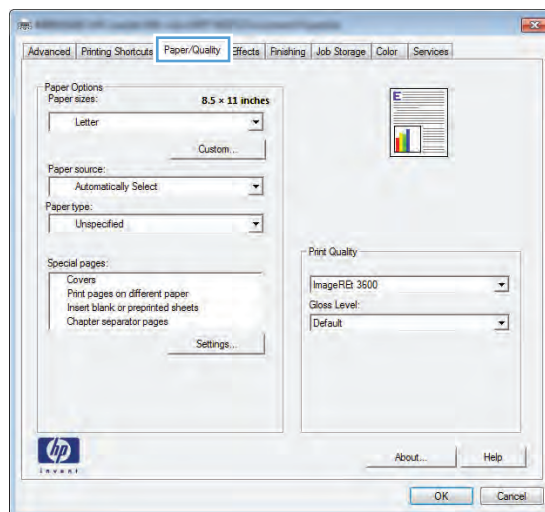 Advanced Printing Shortcuts Paper/Quality Effects Finishing Job Storage Color Services
Paper Options
Paper sizes: 8.5 × 11 inches
Letter
Custom...
Paper source:
Automatically Select
Paper type:
Unspecified
Special pages:
Covers
Print pages on different paper
Insert blank or preprinted sheets
Chapter separator pages
Settings...
E
Print Quality
ImageREt 3600
Gloss Level:
Default
hp
invent
About... Help
OK Cancel